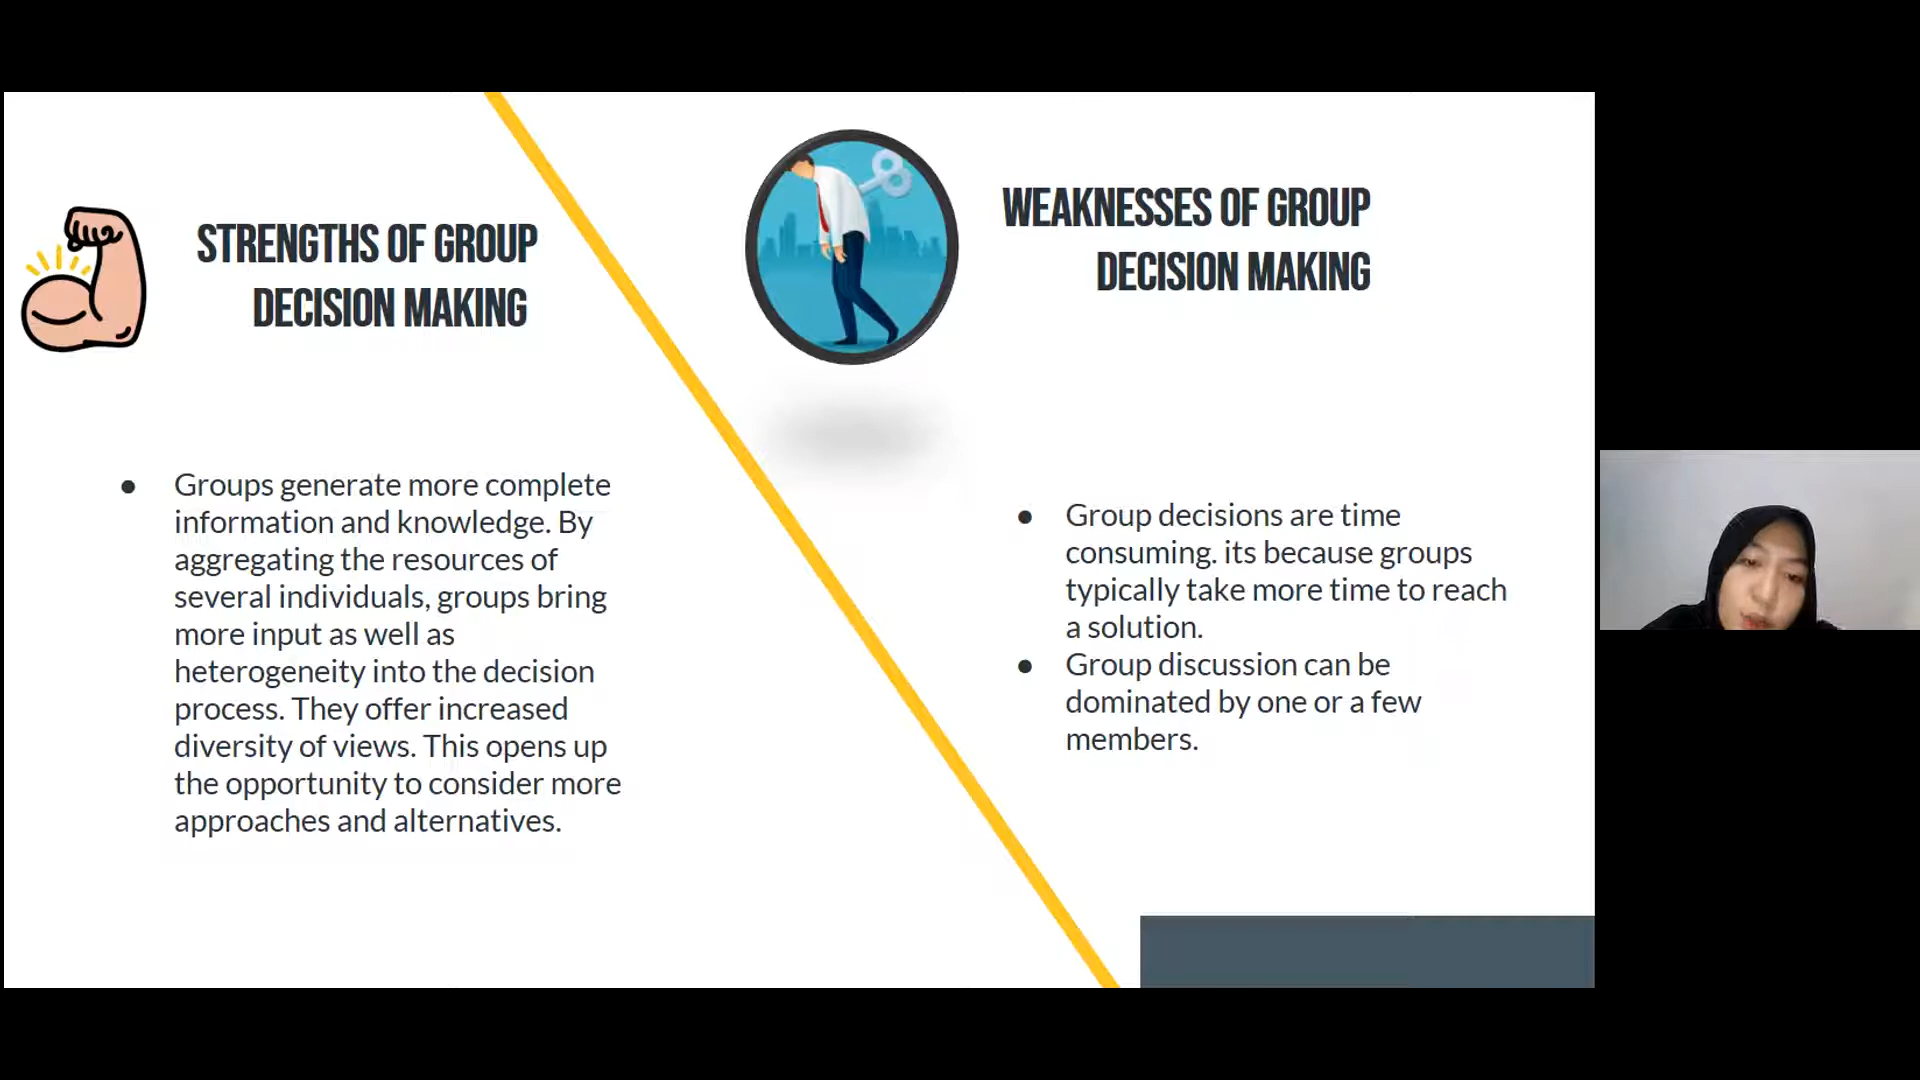 STRENGTHS OF GROUP
DECISION MAKING
Groups generate more complete
information and knowledge. By
aggregating the resources of
several individuals, groups bring
more input as well as
heterogeneity into the decision
process. They offer increased
diversity of views. This opens up
the opportunity to consider more
approaches and alternatives.
WEAKNESSES OF GROUP
DECISION MAKING
Group decisions are time
consuming. its because groups
typically take more time to reach
a solution.
Group discussion can be
dominated by one or a few
members.